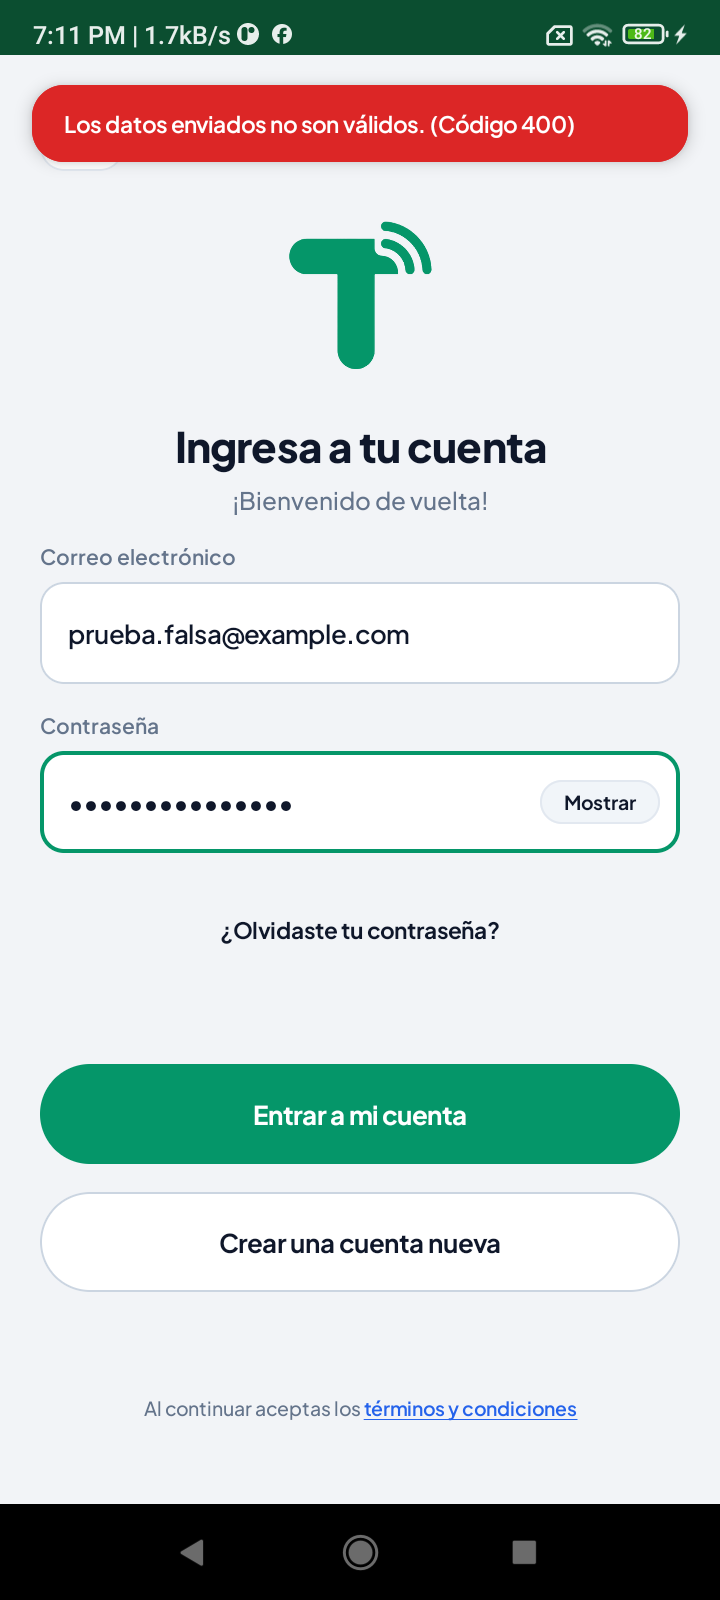 7:11 PM | 1.7kB/s
82
Los datos enviados no son válidos. (Código 400)
Ingresa a tu cuenta
¡Bienvenido de vuelta!
Correo electrónico
prueba.falsa@example.com
Contraseña
•••••••••••••••
Mostrar
¿Olvidaste tu contraseña?
Entrar a mi cuenta
Crear una cuenta nueva
Al continuar aceptas los términos y condiciones